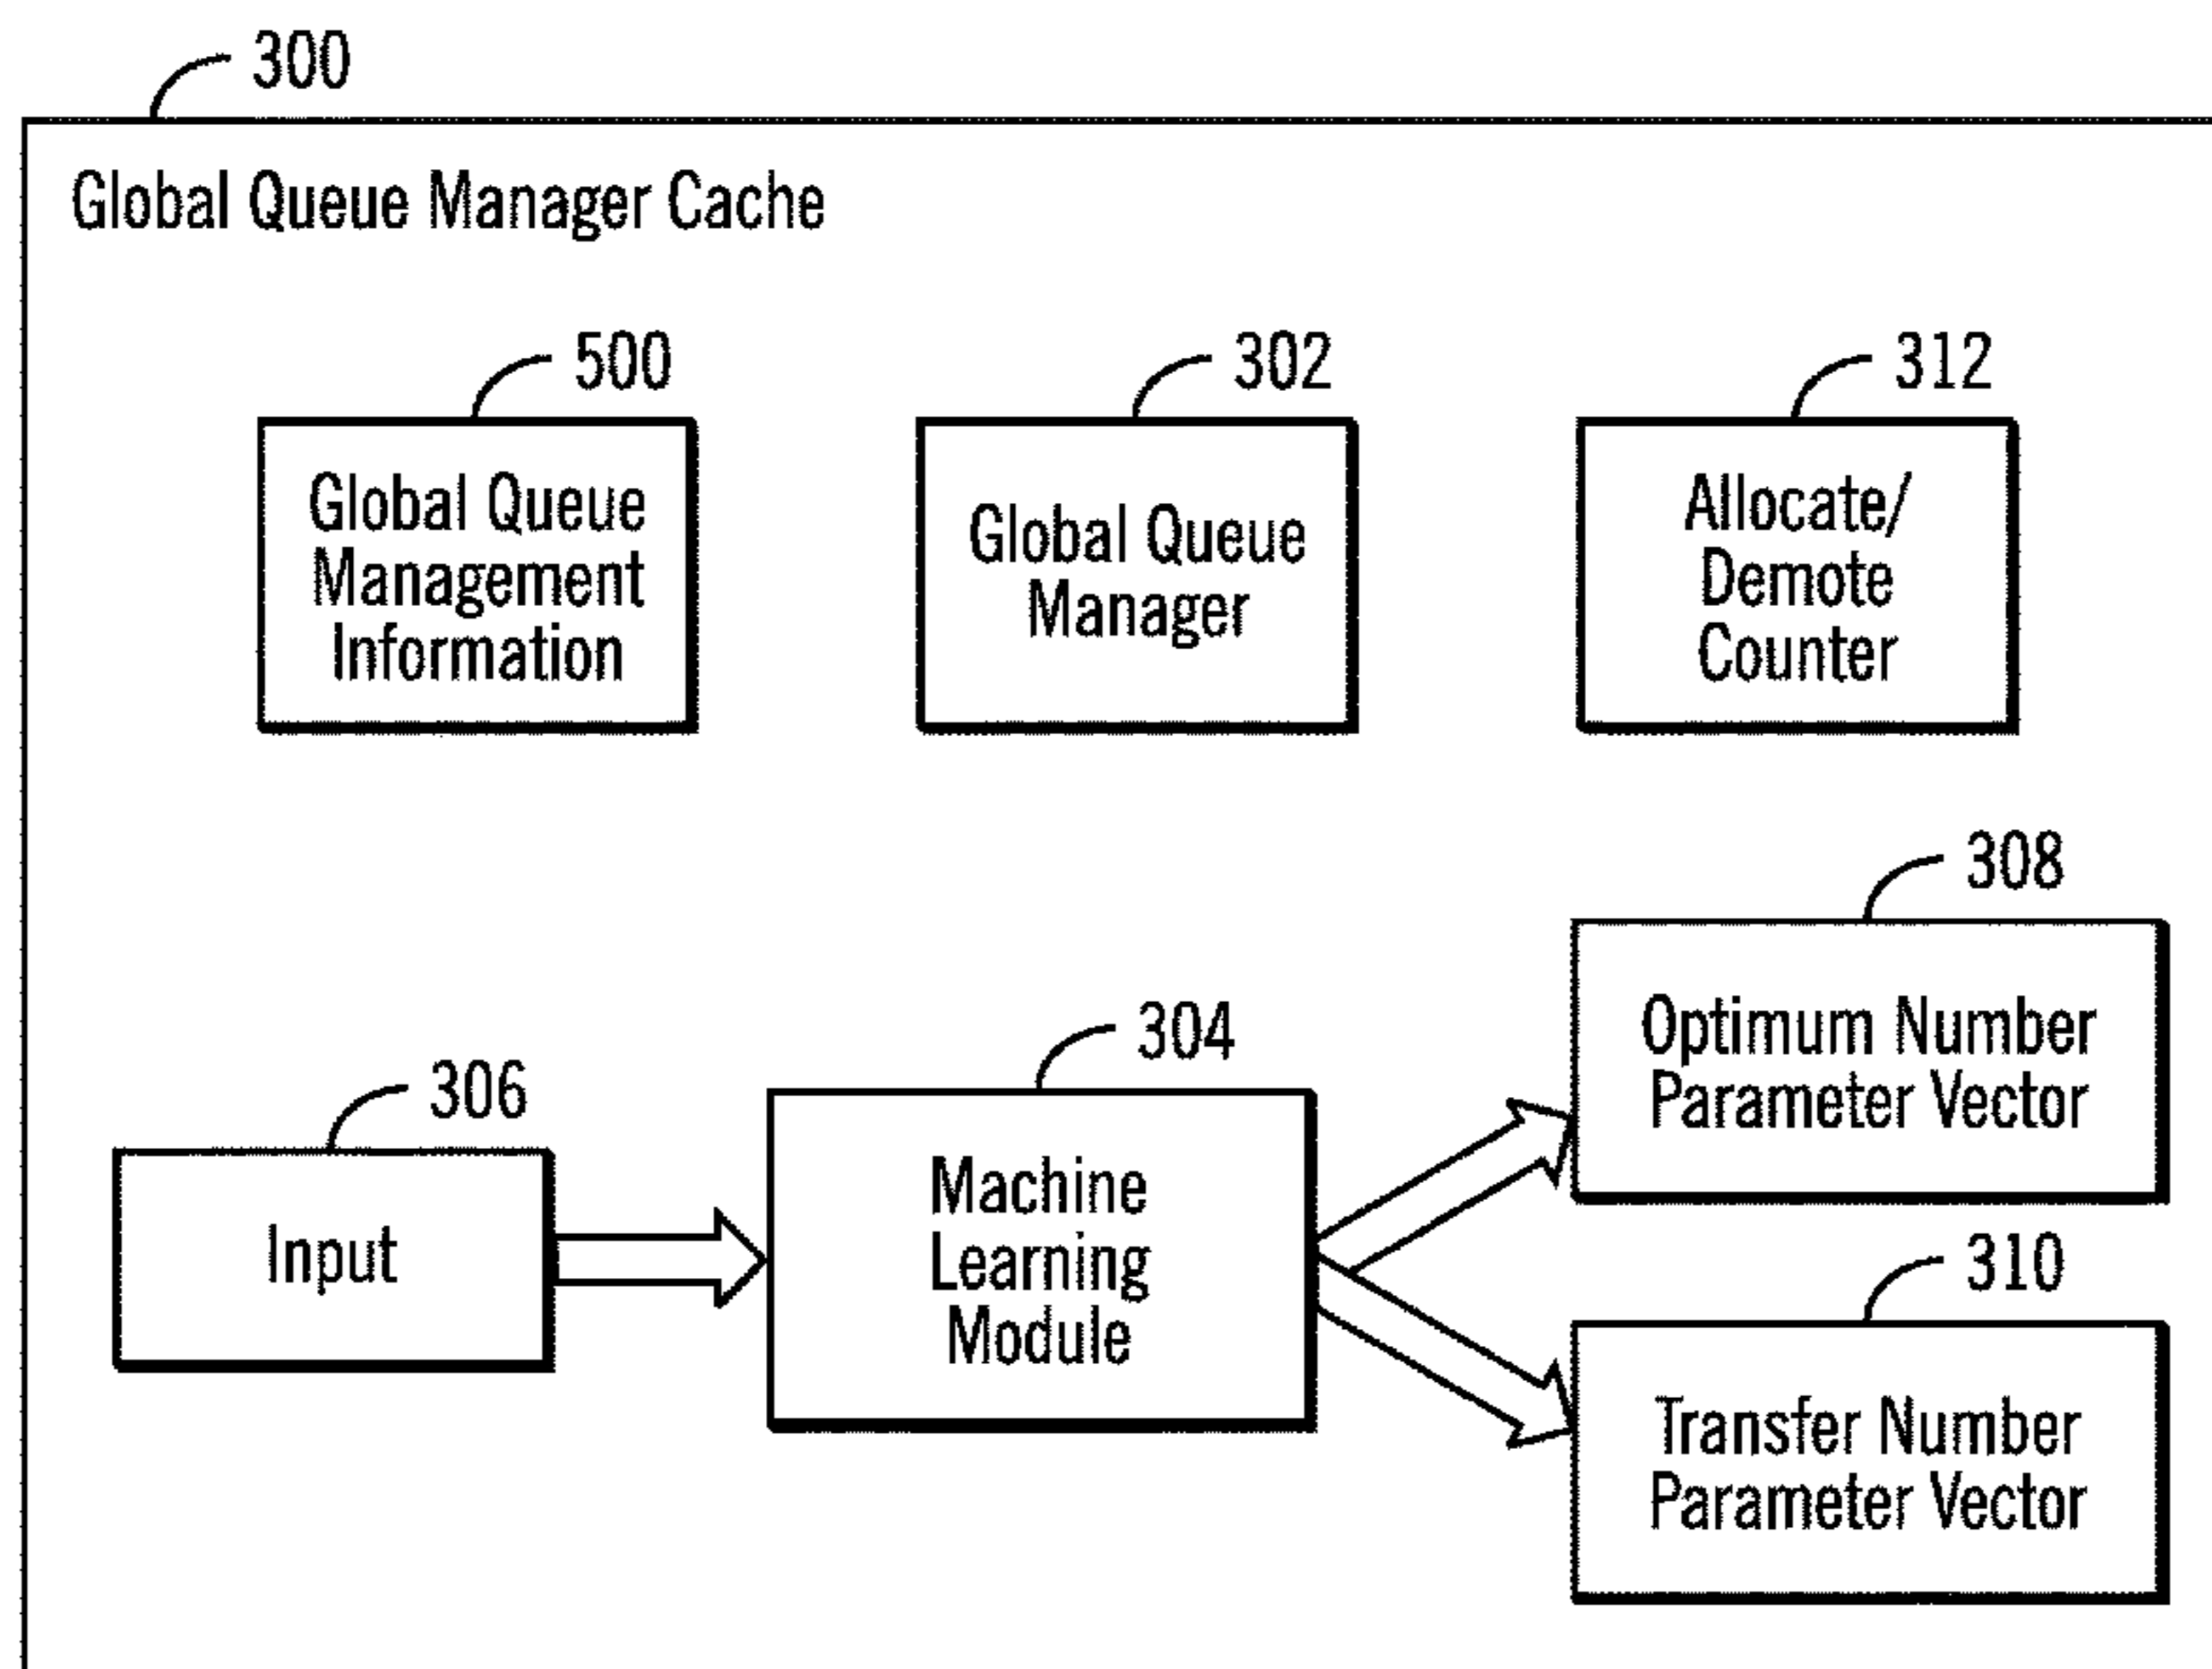 300
Global Queue Manager Cache
500
Global Queue
Management
Information
302
Global Queue
Manager
312
Allocate/
Demote
Counter
306
Input
304
Machine
Learning
Module
308
Optimum Number
Parameter Vector
310
Transfer Number
Parameter Vector